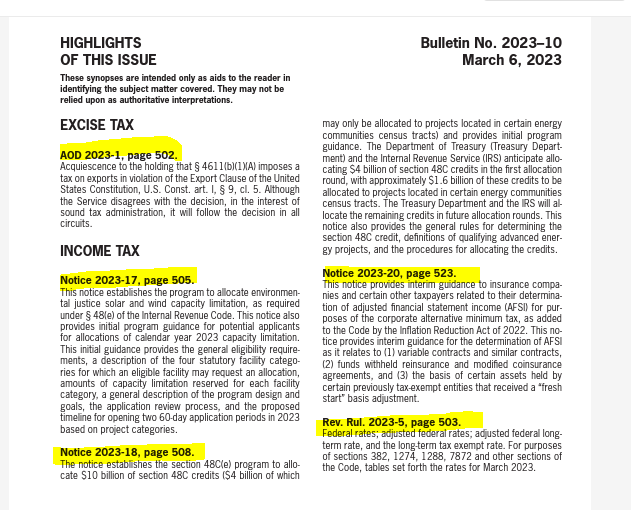 HIGHLIGHTS
OF THIS ISSUE
These synopses are intended only as aids to the reader in
identifying the subject matter covered. They may not be
relied upon as authoritative interpretations.
Bulletin No. 2023–10
March 6, 2023
EXCISE TAX
AOD 2023-1, page 502.
Acquiescence to the holding that § 4611(b)(1)(A) imposes a
tax on exports in violation of the Export Clause of the United
States Constitution, U.S. Const. art. I, § 9, cl. 5. Although
the Service disagrees with the decision, in the interest of
sound tax administration, it will follow the decision in all
circuits.
INCOME TAX
Notice 2023-17, page 505.
This notice establishes the program to allocate environmen-
tal justice solar and wind capacity limitation, as required
under § 48(e) of the Internal Revenue Code. This notice also
provides initial program guidance for potential applicants
for allocations of calendar year 2023 capacity limitation.
This initial guidance provides the general eligibility require-
ments, a description of the four statutory facility catego-
ries for which an eligible facility may request an allocation,
amounts of capacity limitation reserved for each facility
category, a general description of the program design and
goals, the application review process, and the proposed
timeline for opening two 60-day application periods in 2023
based on project categories.
Notice 2023-18, page 508.
The notice establishes the section 48C(e) program to allo-
cate $10 billion of section 48C credits ($4 billion of which
may only be allocated to projects located in certain energy
communities census tracts) and provides initial program
guidance. The Department of Treasury (Treasury Depart-
ment) and the Internal Revenue Service (IRS) anticipate allo-
cating $4 billion of section 48C credits in the first allocation
round, with approximately $1.6 billion of these credits to be
allocated to projects located in certain energy communities
census tracts. The Treasury Department and the IRS will al-
locate the remaining credits in future allocation rounds. This
notice also provides the general rules for determining the
section 48C credit, definitions of qualifying advanced ener-
gy projects, and the procedures for allocating the credits.
Notice 2023-20, page 523.
This notice provides interim guidance to insurance compa-
nies and certain other taxpayers related to their determina-
tion of adjusted financial statement income (AFSI) for pur-
poses of the corporate alternative minimum tax, as added
to the Code by the Inflation Reduction Act of 2022. This no-
tice provides interim guidance for the determination of AFSI
as it relates to (1) variable contracts and similar contracts,
(2) funds withheld reinsurance and modified coinsurance
agreements, and (3) the basis of certain assets held by
certain previously tax-exempt entities that received a “fresh
start” basis adjustment.
Rev. Rul. 2023-5, page 503.
Federal rates; adjusted federal rates; adjusted federal long-
term rate, and the long-term tax exempt rate. For purposes
of sections 382, 1274, 1288, 7872 and other sections of
the Code, tables set forth the rates for March 2023.